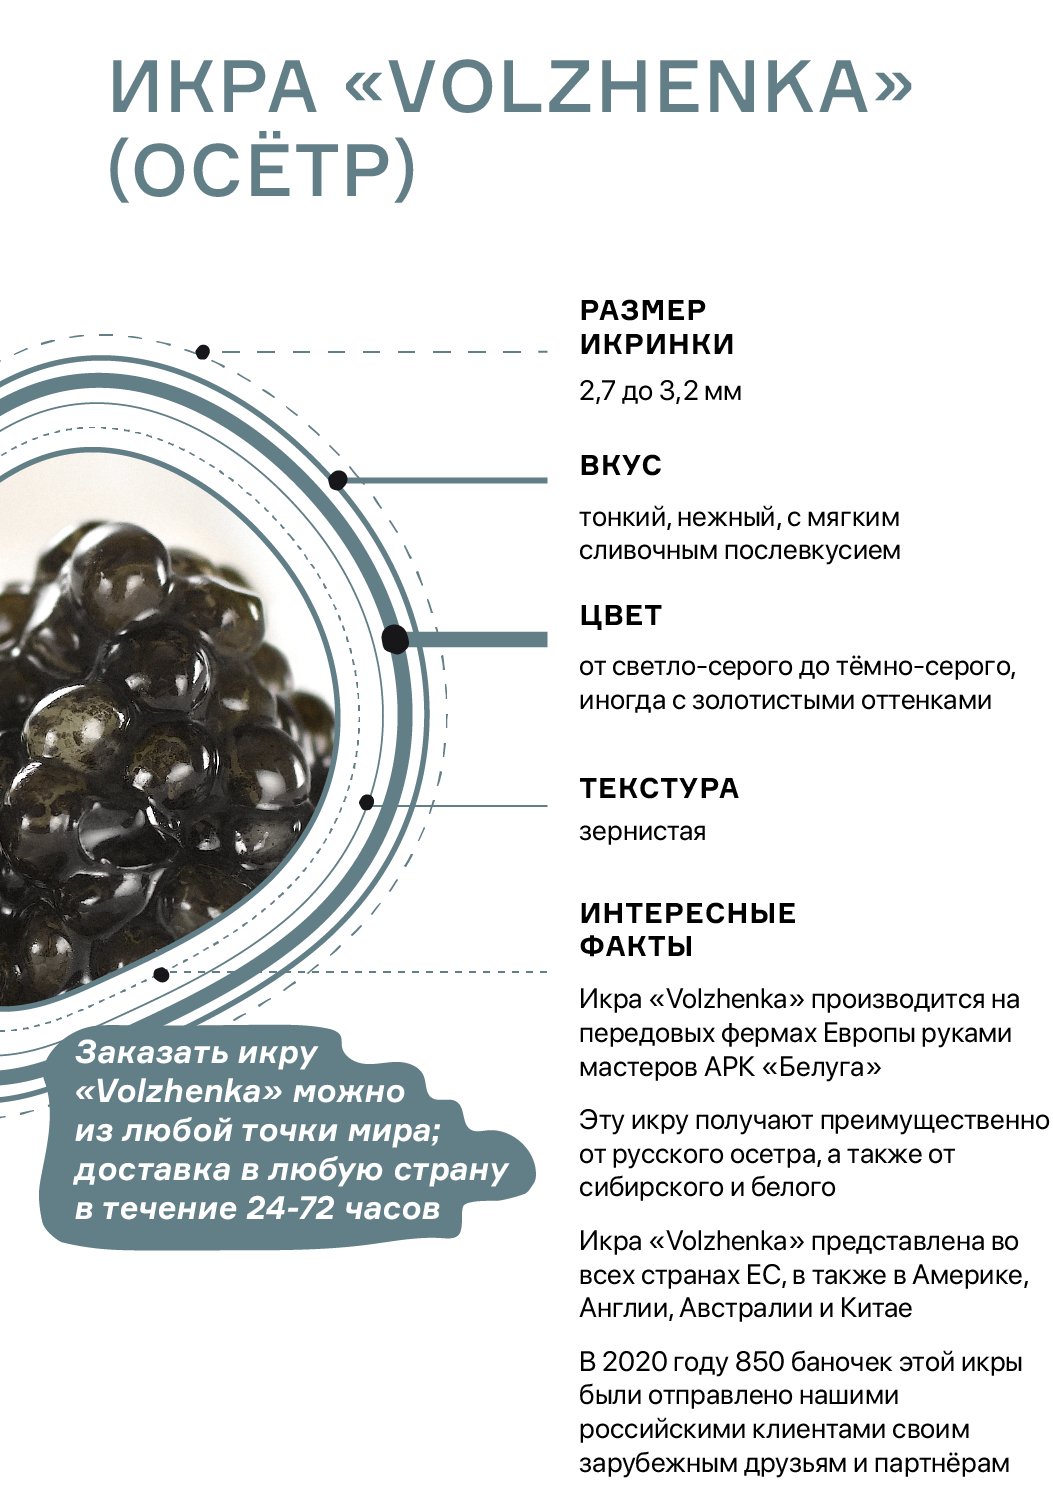 ИКРА «VOLZHENKA»
(ОСЁТР)
РАЗМЕР
ИКРИНКИ
2,7 до 3,2 мм
ВКУС
тонкий, нежный, с мягким
сливочным послевкусием
ЦВЕТ
от светло-серого до тёмно-серого,
иногда с золотистыми оттенками
ТЕКСТУРА
зернистая
ИНТЕРЕСНЫЕ
ФАКТЫ
Икра «Volzhenka» производится на
передовых фермах Европы руками
мастеров АРК «Белуга»
Эту икру получают преимущественно
от русского осетра, а также от
сибирского и белого
Икра «Volzhenka» представлена во
всех странах ЕС, в также в Америке,
Англии, Австралии и Китае
В 2020 году 850 баночек этой икры
были отправлено нашими
российскими клиентами своим
зарубежным друзьям и партнёрам
Заказать икру
«Volzhenka» можно
из любой точки мира;
доставка в любую страну
в течение 24-72 часов